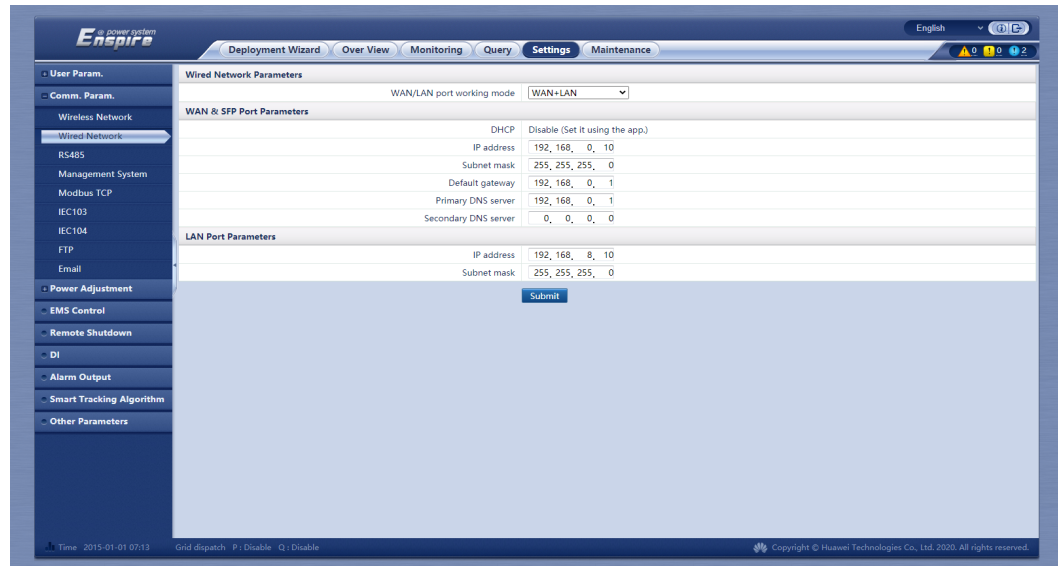 e power system
Enspire
English
Deployment Wizard Over View Monitoring Query Settings Maintenance
0 0 2
User Param.
Comm. Param.
Wireless Network
Wired Network
RS485
Management System
Modbus TCP
IEC103
IEC104
FTP
Email
Power Adjustment
EMS Control
Remote Shutdown
DI
Alarm Output
Smart Tracking Algorithm
Other Parameters
Wired Network Parameters
WAN/LAN port working mode WAN+LAN
WAN & SFP Port Parameters
DHCP Disable (Set it using the app.)
IP address 192. 168. 0. 10
Subnet mask 255. 255. 255. 0
Default gateway 192. 168. 0. 1
Primary DNS server 192. 168. 0. 1
Secondary DNS server 0. 0. 0. 0
LAN Port Parameters
IP address 192. 168. 8. 10
Subnet mask 255. 255. 255. 0
Submit
Time 2015-01-01 07:13 Grid dispatch P : Disable Q : Disable Copyright © Huawei Technologies Co., Ltd. 2020. All rights reserved.